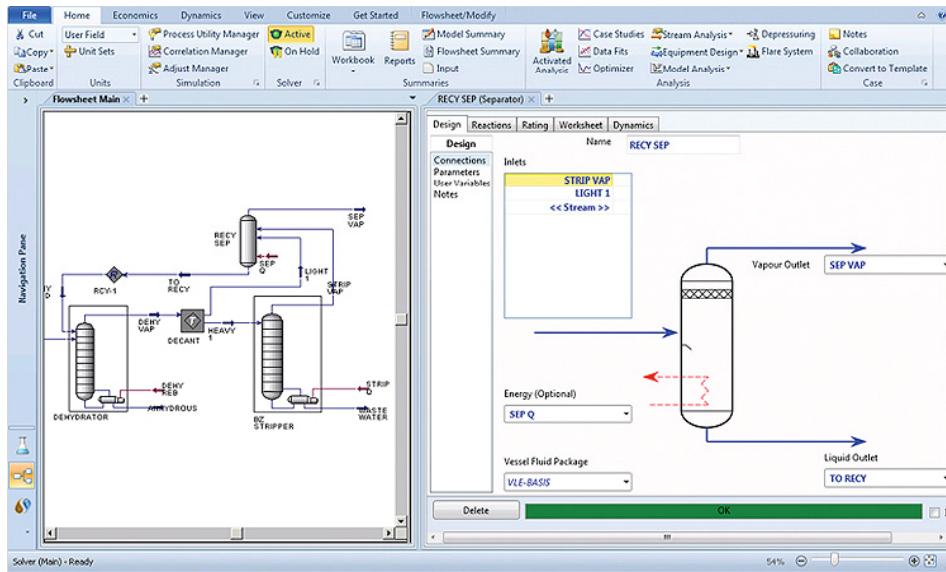 File Home Economics Dynamics View Customize Get Started Flowsheet/Modify
Cut User Field Process Utility Manager Active Model Summary Case Studies Stream Analysis Depressuring Notes
Copy Unit Sets Correlation Manager On Hold Flowsheet Summary Data Fits Equipment Design Flare System Collaboration
Paste Adjust Manager Workbook Reports Input Activated Analysis Optimizer Model Analysis Convert to Template
Clipboard Units Simulation Solver Summaries Analysis Case
Flowsheet Main RECY SEP (Separator)
Navigation Pane
SEP VAP
RECY SEP
SEP Q
LIGHT 1
STRIP VAP
TO RECY
RCY-1
DEHY VAP
DECANT
HEAVY 1
DEHY REB
STRIP Q
ANHYDROUS
WASTE WATER
DEHYDRATOR
BZ STRIPPER
Design Reactions Rating Worksheet Dynamics
Design
Connections
Parameters
User Variables
Notes
Name RECY SEP
Inlets
STRIP VAP
LIGHT 1
<< Stream >>
Vapour Outlet SEP VAP
Energy (Optional)
SEP Q
Vessel Fluid Package
VLE-BASIS
Liquid Outlet
TO RECY
Delete OK
Solver (Main) - Ready 54%